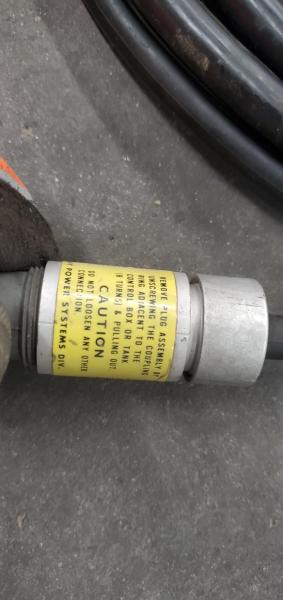 REMOVE PLUG ASSEMBLY BY
UNSCREWING THE COUPLING
RING ADJACENT TO THE
CONTROL BOX OR TANK
TURNS) & PULLING OUT
CAUTION
DO NOT LOOSEN ANY OTHER
CONNECTION.
POWER SYSTEMS DIV.